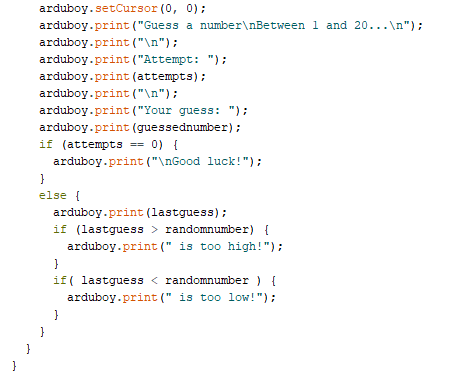 arduboy.setCursor(0, 0);
arduboy.print("Guess a number\nBetween 1 and 20...\n");
arduboy.print("\n");
arduboy.print("Attempt: ");
arduboy.print(attempts);
arduboy.print("\n");
arduboy.print("Your guess: ");
arduboy.print(guessednumber);
if (attempts == 0) {
arduboy.print("\nGood luck!");
}
else {
arduboy.print(lastguess);
if (lastguess > randomnumber) {
arduboy.print(" is too high!");
}
if( lastguess < randomnumber ) {
arduboy.print(" is too low!");
}
}
}
}